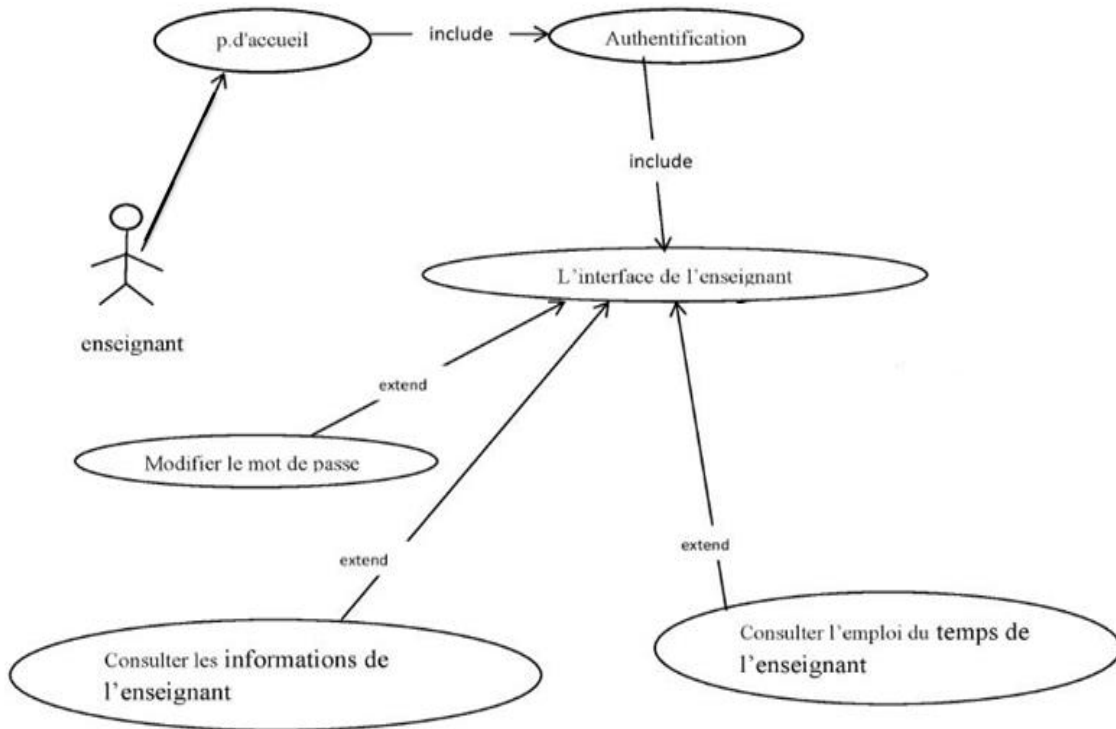 p.d'accueil
include
Authentification
include
L'interface de l'enseignant
enseignant
extend
Modifier le mot de passe
extend
extend
Consulter les informations de
l'enseignant
Consulter l'emploi du temps de
l'enseignant